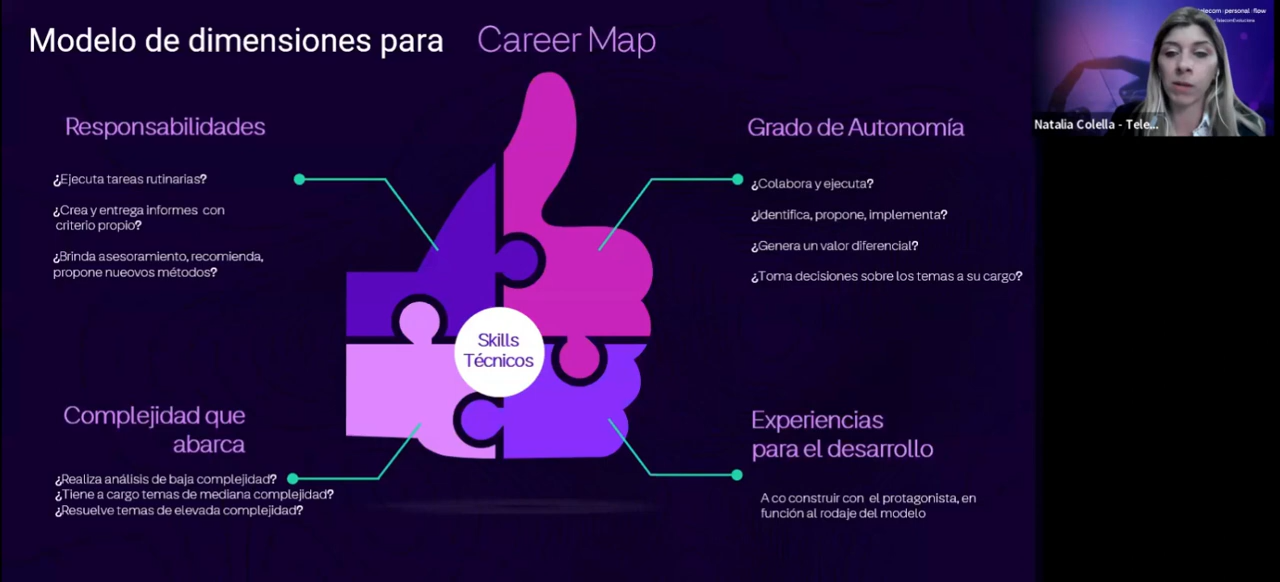 Modelo de dimensiones para Career Map
Responsabilidades
¿Ejecuta tareas rutinarias?
¿Crea y entrega informes con
criterio propio?
¿Brinda asesoramiento, recomienda,
propone nueovos métodos?
Grado de Autonomía
¿Colabora y ejecuta?
¿Identifica, propone, implementa?
¿Genera un valor diferencial?
¿Toma decisiones sobre los temas a su cargo?
Skills
Técnicos
Complejidad que
abarca
¿Realiza análisis de baja complejidad?
¿Tiene a cargo temas de mediana complejidad?
¿Resuelve temas de elevada complejidad?
Experiencias
para el desarrollo
A co construir con el protagonista, en
función al rodaje del modelo
telecom personal flow
Natalia Colella - Tele...